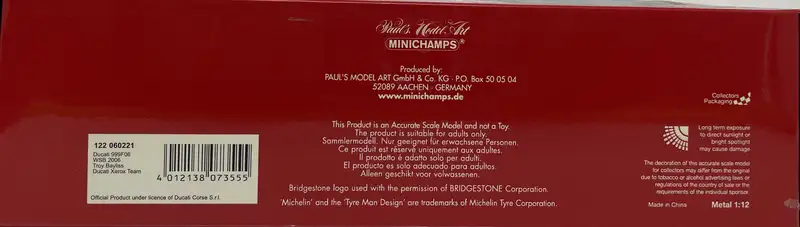 Paul's Model Art
MINICHAMPS®
Produced by:
PAUL'S MODEL ART GmbH & Co. KG · P.O. Box 50 05 04
52089 AACHEN · GERMANY
www.minichamps.de
This Product is an Accurate Scale Model and not a Toy.
The product is suitable for adults only.
Sammlermodell. Nur geeignet für erwachsene Personen.
Ce produit est réservé uniquement aux adultes.
Il prodotto è adatto solo per adulti.
El producto es solo adecuado para adultos.
Alleen geschikt voor volwassenen.
Bridgestone logo used with the permission of BRIDGESTONE Corporation.
'Michelin' and the 'Tyre Man Design' are trademarks of Michelin Tyre Corporation.
122 060221
Ducati 999F06
WSB 2006
Troy Bayliss
Ducati Xerox Team
4 012138 073555
Official Product under licence of Ducati Corse S.r.l.
Collectors
Packaging
Long term exposure
to direct sunlight or
bright spotlight
may cause damage
The decoration of this accurate scale model
for collectors may differ from the original
due to tobacco or alcohol advertising laws or
regulations of the country of sale or the
requirements of the individual sponsor.
Made in China
Metal 1:12